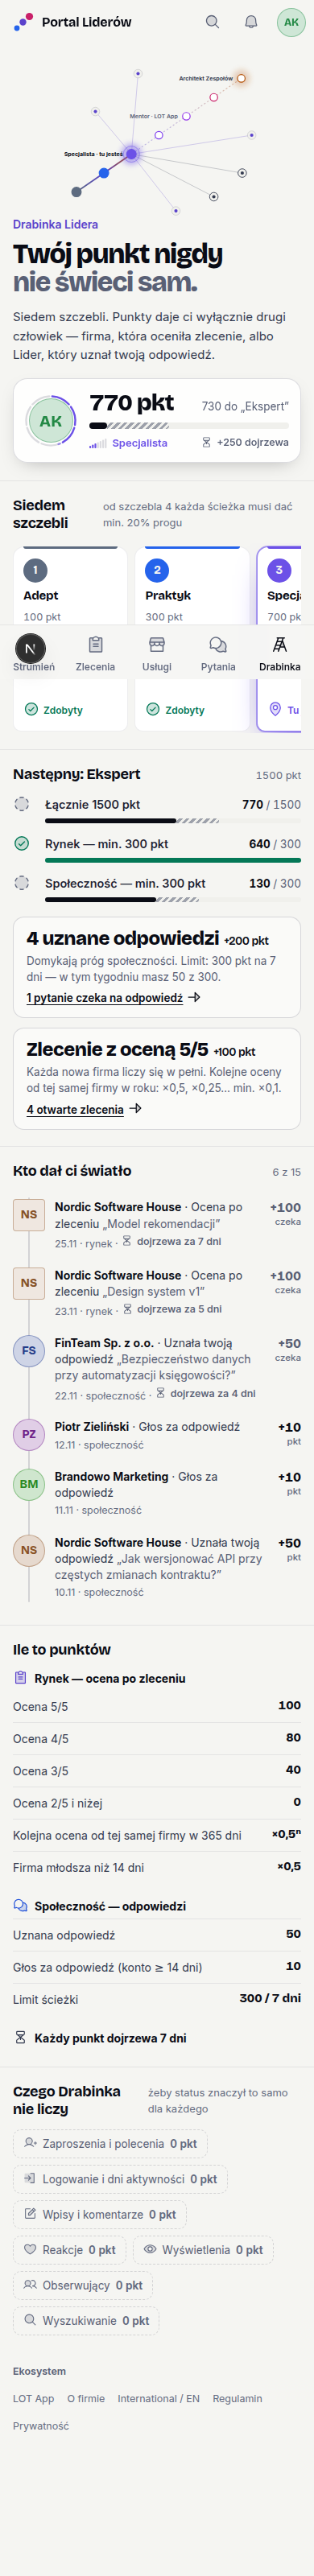 Portal Liderów
AK
Architekt Zespołów
Mentor · LOT App
Specjalista · tu jesteś
Drabinka Lidera
Twój punkt nigdy
nie świeci sam.
Siedem szczebli. Punkty daje ci wyłącznie drugi
człowiek — firma, która oceniła zlecenie, albo
Lider, który uznał twoją odpowiedź.
AK
770 pkt
730 do „Ekspert”
Specjalista
+250 dojrzewa
Siedem
szczebli
od szczebla 4 każda ścieżka musi dać
min. 20% progu
1
Adept
100 pkt
2
Praktyk
300 pkt
3
Specja
700 pk
N
Strumień
Zlecenia
Usługi
Pytania
Drabinka
Zdobyty
Zdobyty
Tu
Następny: Ekspert
1500 pkt
Łącznie 1500 pkt
770 / 1500
Rynek — min. 300 pkt
640 / 300
Społeczność — min. 300 pkt
130 / 300
4 uznane odpowiedzi +200 pkt
Domykają próg społeczności. Limit: 300 pkt na 7
dni — w tym tygodniu masz 50 z 300.
1 pytanie czeka na odpowiedź
Zlecenie z oceną 5/5 +100 pkt
Każda nowa firma liczy się w pełni. Kolejne oceny
od tej samej firmy w roku: ×0,5, ×0,25… min. ×0,1.
4 otwarte zlecenia
Kto dał ci światło
6 z 15
NS
Nordic Software House · Ocena po
zleceniu „Model rekomendacji”
25.11 · rynek · dojrzewa za 7 dni
+100
czeka
NS
Nordic Software House · Ocena po
zleceniu „Design system v1”
23.11 · rynek · dojrzewa za 5 dni
+100
czeka
FS
FinTeam Sp. z o.o. · Uznała twoją
odpowiedź „Bezpieczeństwo danych
przy automatyzacji księgowości?”
22.11 · społeczność · dojrzewa za 4 dni
+50
czeka
PZ
Piotr Zieliński · Głos za odpowiedź
12.11 · społeczność
+10
pkt
BM
Brandowo Marketing · Głos za
odpowiedź
11.11 · społeczność
+10
pkt
NS
Nordic Software House · Uznała twoją
odpowiedź „Jak wersjonować API przy
częstych zmianach kontraktu?”
10.11 · społeczność
+50
pkt
Ile to punktów
Rynek — ocena po zleceniu
Ocena 5/5
100
Ocena 4/5
80
Ocena 3/5
40
Ocena 2/5 i niżej
0
Kolejna ocena od tej samej firmy w 365 dni
×0,5ⁿ
Firma młodsza niż 14 dni
×0,5
Społeczność — odpowiedzi
Uznana odpowiedź
50
Głos za odpowiedź (konto ≥ 14 dni)
10
Limit ścieżki
300 / 7 dni
Każdy punkt dojrzewa 7 dni
Czego Drabinka
nie liczy
żeby status znaczył to samo
dla każdego
Zaproszenia i polecenia 0 pkt
Logowanie i dni aktywności 0 pkt
Wpisy i komentarze 0 pkt
Reakcje 0 pkt
Wyświetlenia 0 pkt
Obserwujący 0 pkt
Wyszukiwanie 0 pkt
Ekosystem
LOT App
O firmie
International / EN
Regulamin
Prywatność